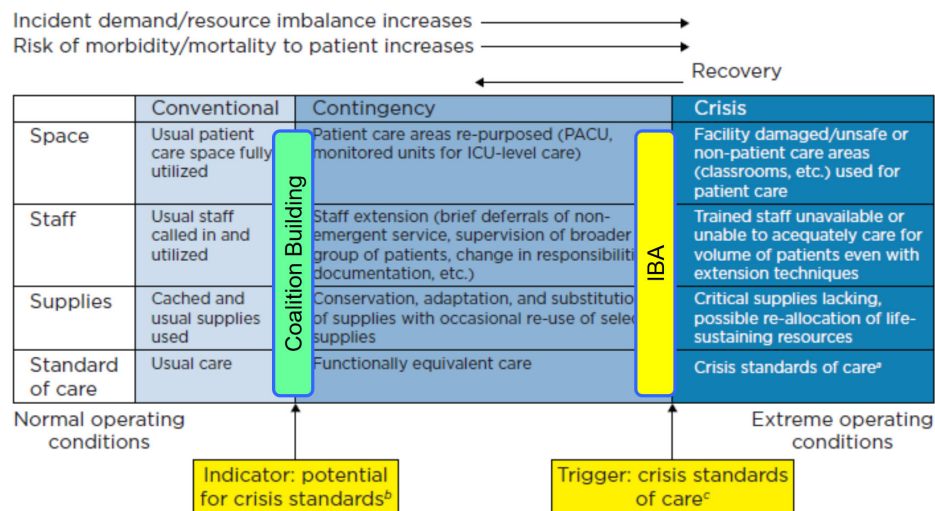 Incident demand/resource imbalance increases
Risk of morbidity/mortality to patient increases
Recovery
Conventional
Contingency
Crisis
Space
Usual patient
care space fully
utilized
Patient care areas re-purposed (PACU,
monitored units for ICU-level care)
Facility damaged/unsafe or
non-patient care areas
(classrooms, etc.) used for
patient care
Staff
Usual staff
called in and
utilized
Staff extension (brief deferrals of non-
emergent service, supervision of broader
group of patients, change in
documentation, etc.)
Trained staff unavailable or
unable to acequately care for
volume of patients even with
extension techniques
Supplies
Cached and
usual supplies
used
Conservation, adaptation, and
of supplies with occasional re-use of
supplies
Critical supplies lacking,
possible re-allocation of life-
sustaining resources
Standard
of care
Usual care
Functionally equivalent care
Crisis standards of careᵃ
Coalition Building
IBA
Normal operating
conditions
Extreme operating
conditions
Indicator: potential
for crisis standardsᵇ
Trigger: crisis standards
of careᶜ